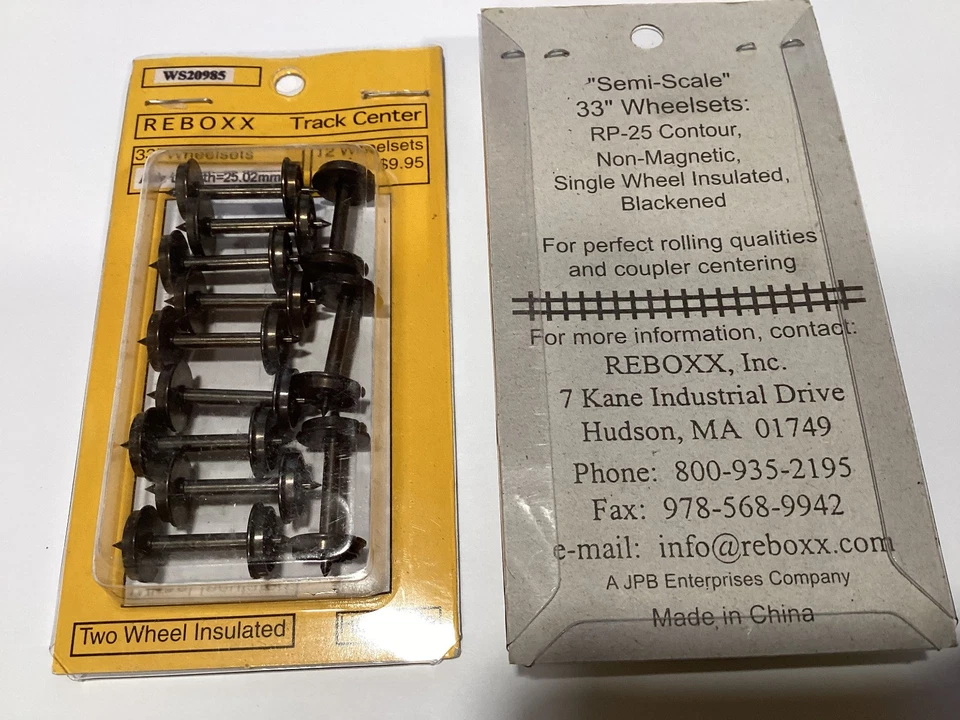 WS20985
REBOXX Track Center
33" Wheelsets 12 Wheelsets
$9.95
th=25.02mm
Two Wheel Insulated
"Semi-Scale"
33" Wheelsets:
RP-25 Contour,
Non-Magnetic,
Single Wheel Insulated,
Blackened
For perfect rolling qualities
and coupler centering
For more information, contact:
REBOXX, Inc.
7 Kane Industrial Drive
Hudson, MA 01749
Phone: 800-935-2195
Fax: 978-568-9942
e-mail: info@reboxx.com
A JPB Enterprises Company
Made in China